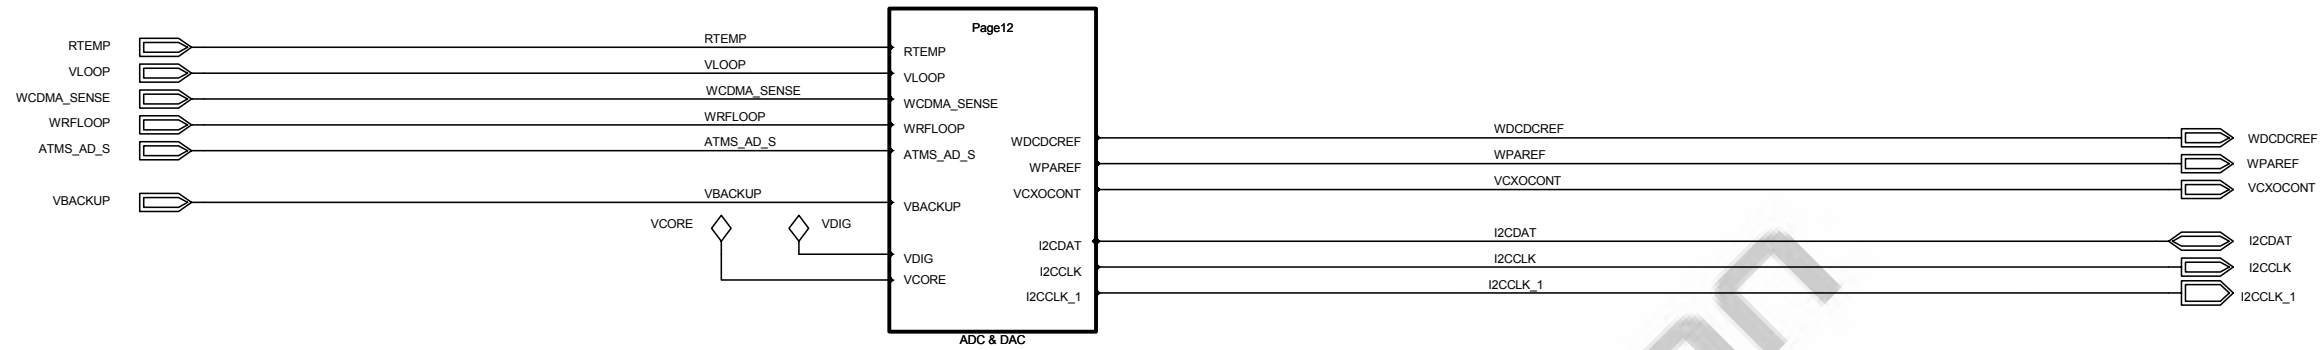 Page12
RTEMP RTEMP RTEMP
VLOOP VLOOP VLOOP
WCDMA_SENSE WCDMA_SENSE WCDMA_SENSE
WRFLOOP WRFLOOP WRFLOOP
WDCDCREF WDCDCREF WDCDCREF
ATMS_AD_S ATMS_AD_S ATMS_AD_S
WPAREF WPAREF WPAREF
VCXOCONT VCXOCONT VCXOCONT
VBACKUP VBACKUP VBACKUP
VCORE VDIG
I2CDAT I2CDAT I2CDAT
VDIG
I2CCLK I2CCLK I2CCLK
VCORE
I2CCLK_1 I2CCLK_1 I2CCLK_1
ADC & DAC